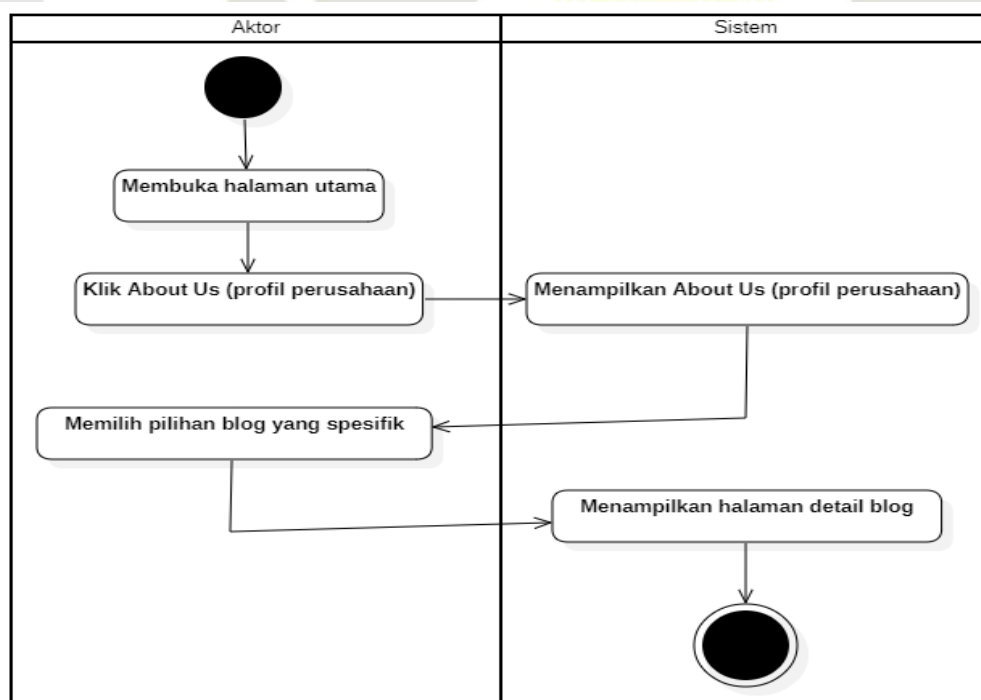 Aktor
Sistem
Membuka halaman utama
Klik About Us (profil perusahaan)
Menampilkan About Us (profil perusahaan)
Memilih pilihan blog yang spesifik
Menampilkan halaman detail blog